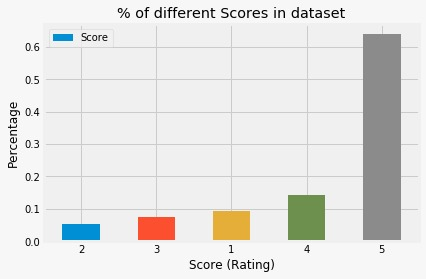 % of different Scores in dataset
Score
0.6
0.5
0.4
0.3
0.2
0.1
0.0
Percentage
2 3 1 4 5
Score (Rating)